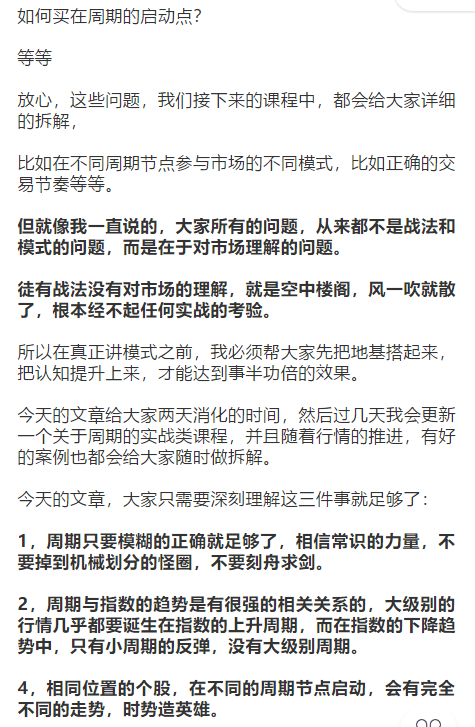 如何买在周期的启动点？
等等
放心，这些问题，我们接下来的课程中，都会给大家详细
的拆解，
比如在不同周期节点参与市场的不同模式，比如正确的交
易节奏等等。
但就像我一直说的，大家所有的问题，从来都不是战法和
模式的问题，而是在于对市场理解的问题。
徒有战法没有对市场的理解，就是空中楼阁，风一吹就散
了，根本经不起任何实战的考验。
所以在真正讲模式之前，我必须帮大家先把地基搭起来，
把认知提升上来，才能达到事半功倍的效果。
今天的文章给大家两天消化的时间，然后过几天我会更新
一个关于周期的实战类课程，并且随着行情的推进，有好
的案例也都会给大家随时做拆解。
今天的文章，大家只需要深刻理解这三件事就足够了：
1，周期只要模糊的正确就足够了，相信常识的力量，不
要掉到机械划分的怪圈，不要刻舟求剑。
2，周期与指数的趋势是有很强的相关关系的，大级别的
行情几乎都要诞生在指数的上升周期，而在指数的下降趋
势中，只有小周期的反弹，没有大级别周期。
4，相同位置的个股，在不同的周期节点启动，会有完全
不同的走势，时势造英雄。